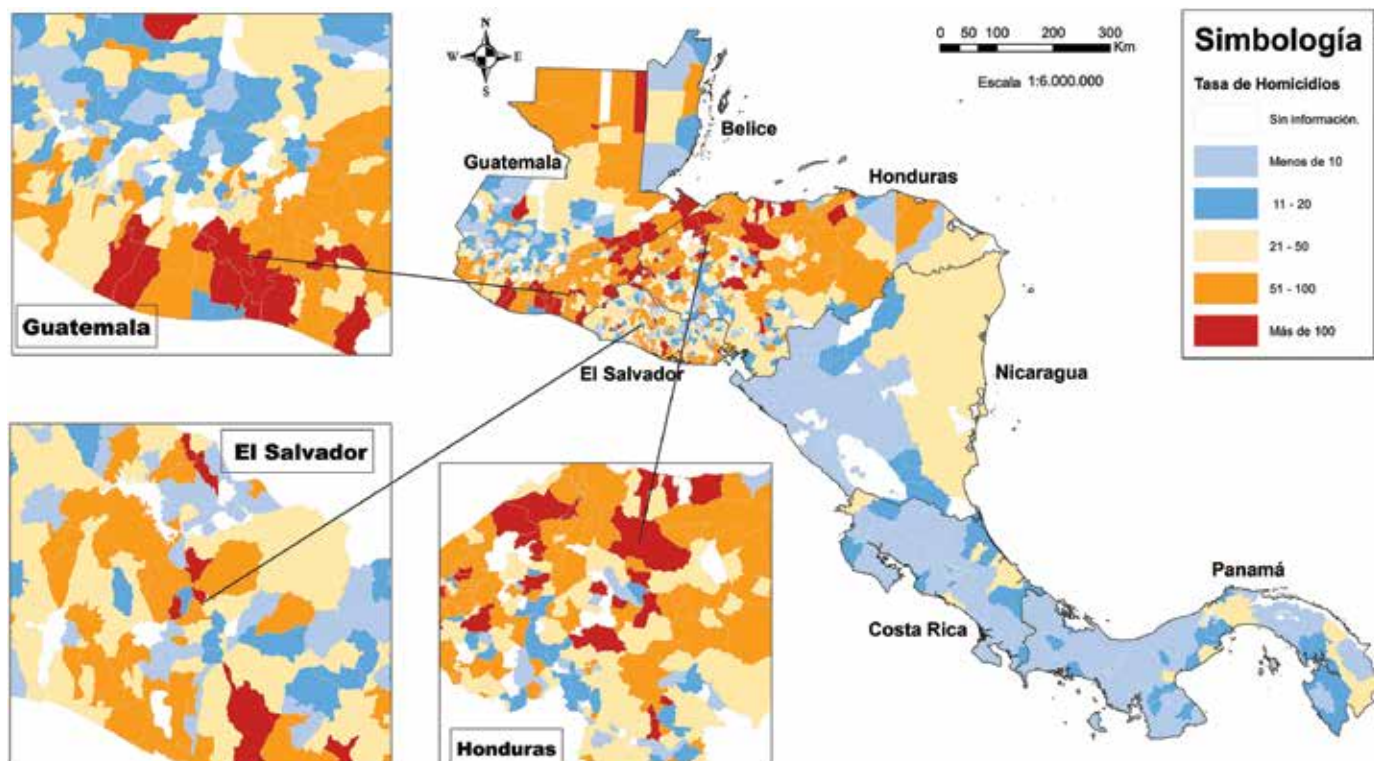 Guatemala
El Salvador
Honduras
N
W E
S
Guatemala
Belice
Honduras
El Salvador
Nicaragua
Costa Rica
Panamá
0 50 100 200 300
Km
Escala 1:6.000.000
Simbología
Tasa de Homicidios
Sin información.
Menos de 10
11 - 20
21 - 50
51 - 100
Más de 100